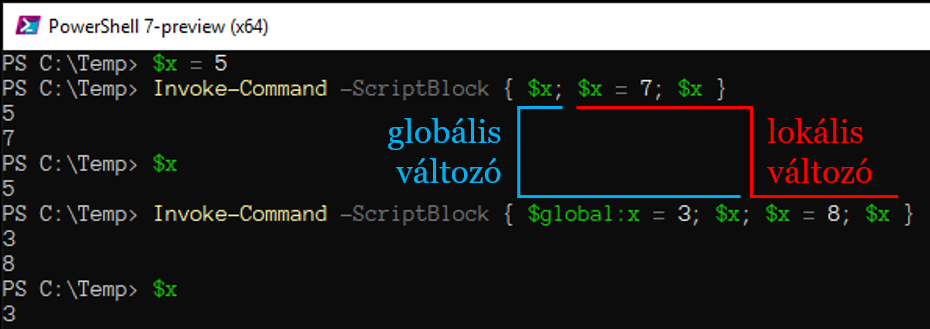 PowerShell 7-preview (x64)
PS C:\Temp> $x = 5
PS C:\Temp> Invoke-Command -ScriptBlock { $x; $x = 7; $x }
5
7
globális
változó
lokális
változó
PS C:\Temp> $x
5
PS C:\Temp> Invoke-Command -ScriptBlock { $global:x = 3; $x; $x = 8; $x }
3
8
PS C:\Temp> $x
3